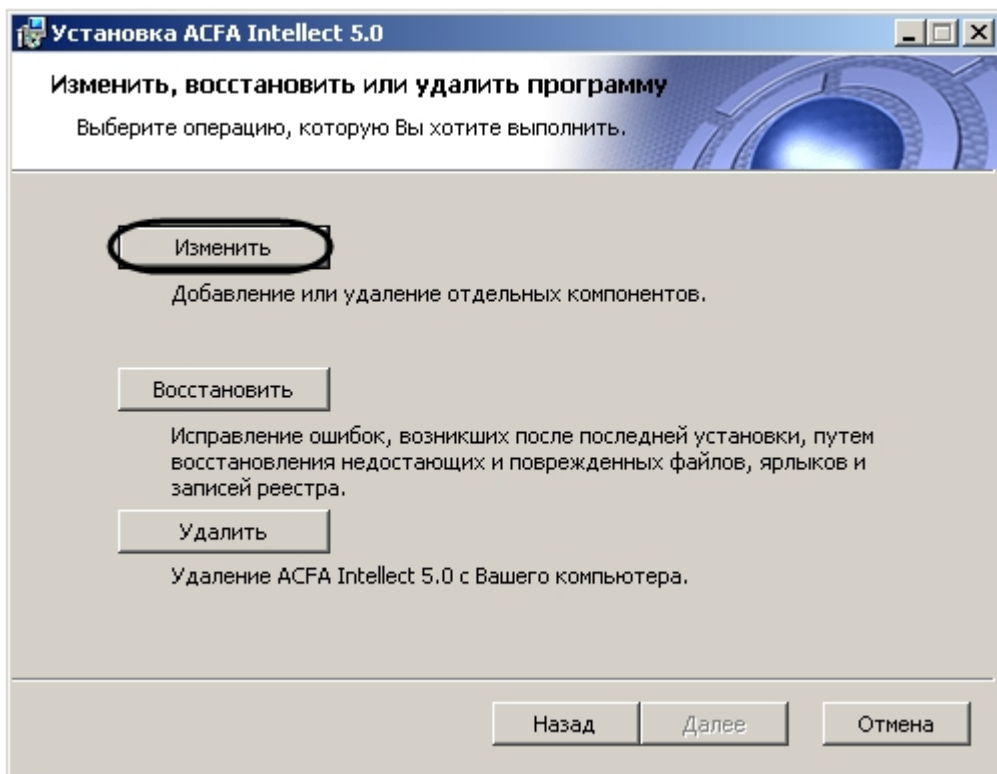 Установка ACFA Intellect 5.0
Изменить, восстановить или удалить программу
Выберите операцию, которую Вы хотите выполнить.
Изменить
Добавление или удаление отдельных компонентов.
Восстановить
Исправление ошибок, возникших после последней установки, путем
восстановления недостающих и поврежденных файлов, ярлыков и
записей реестра.
Удалить
Удаление ACFA Intellect 5.0 с Вашего компьютера.
Назад
Далее
Отмена